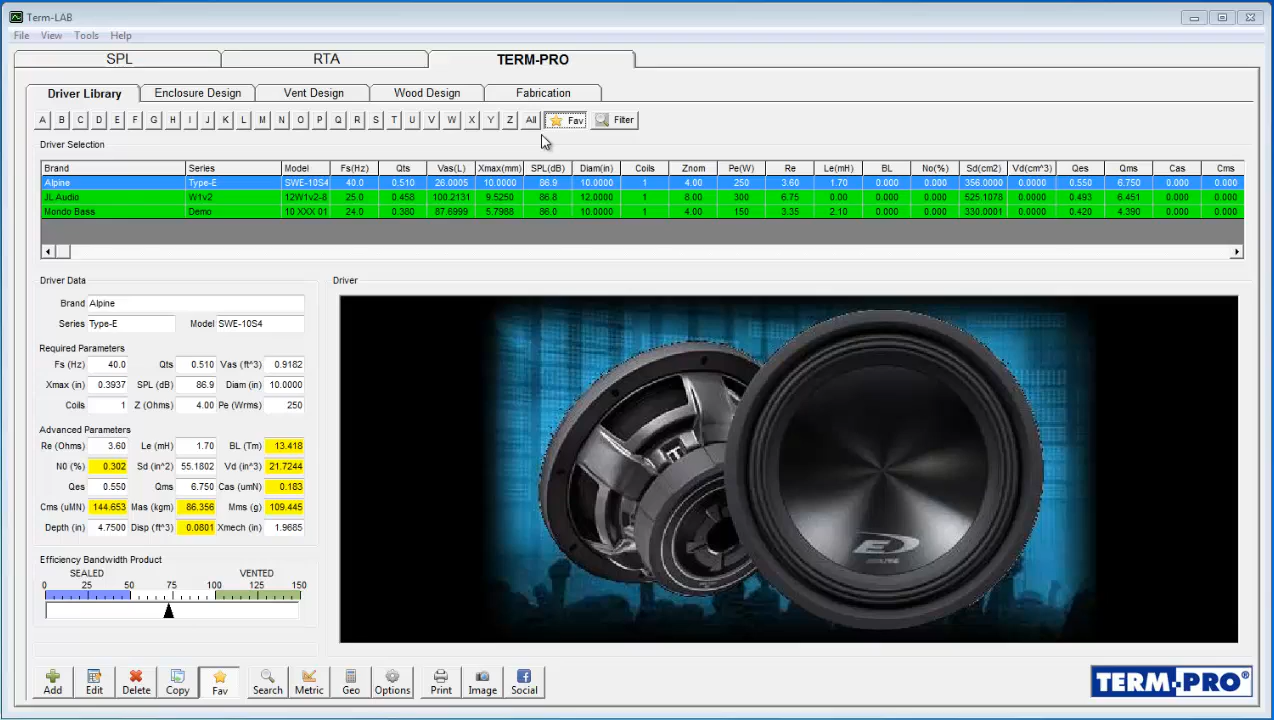 Term-LAB
File View Tools Help
SPL RTA TERM-PRO
Driver Library Enclosure Design Vent Design Wood Design Fabrication
A B C D E F G H I J K L M N O P Q R S T U V W X Y Z All Fav Filter
Driver Selection
Brand Series Model Fs(Hz) Qts Vas(L) Xmax(mm) SPL(dB) Diam(in) Coils Znom Pe(W) Re Le(mH) BL No(%) Sd(cm2) Vd(cm^3) Qes Qms Cas Cms
Alpine Type-E SWE-10S4 40.0 0.510 26.0005 10.0000 86.9 10.0000 1 4.00 250 3.60 1.70 0.000 0.000 356.0000 0.0000 0.550 6.750 0.000 0.000
JL Audio W1v2 12W1v2-8 25.0 0.458 100.2131 9.5250 86.8 12.0000 1 8.00 300 6.75 0.00 0.000 0.000 525.1078 0.0000 0.493 6.451 0.000 0.000
Nondo Bass Demo 10 XXX 01 24.0 0.380 87.6999 5.7988 86.0 10.0000 1 4.00 150 3.35 2.10 0.000 0.000 330.0001 0.0000 0.420 4.390 0.000 0.000
Driver Data Driver
Brand Alpine
Series Type-E Model SWE-10S4
Required Parameters
Fs (Hz) 40.0 Qts 0.510 Vas (ft^3) 0.9182
Xmax (in) 0.3937 SPL (dB) 86.9 Diam (in) 10.0000
Coils 1 Z (Ohms) 4.00 Pe (Wrms) 250
Advanced Parameters
Re (Ohms) 3.60 Le (mH) 1.70 BL (Tm) 13.418
N0 (%) 0.302 Sd (in^2) 55.1802 Vd (in^3) 21.7244
Qes 0.550 Qms 6.750 Cas (umN) 0.183
Cms (uMN) 144.653 Mas (kgm) 86.356 Mms (g) 109.445
Depth (in) 4.7500 Disp (ft^3) 0.0801 Xmech (in) 1.9685
Efficiency Bandwidth Product
SEALED VENTED
0 25 50 75 100 125 150
Add Edit Delete Copy Fav Search Metric Geo Options Print Image Social
TERM-PRO®